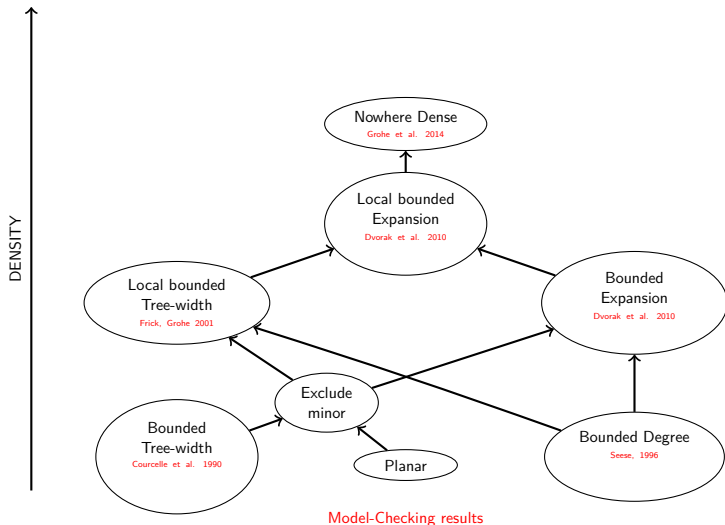 Nowhere Dense
Grohe et al. 2014
Local bounded
Expansion
Dvorak et al. 2010
DENSITY
Local bounded
Tree-width
Frick, Grohe 2001
Bounded
Expansion
Dvorak et al. 2010
Exclude
minor
Bounded
Tree-width
Courcelle et al. 1990
Planar
Bounded Degree
Seese, 1996
Model-Checking results